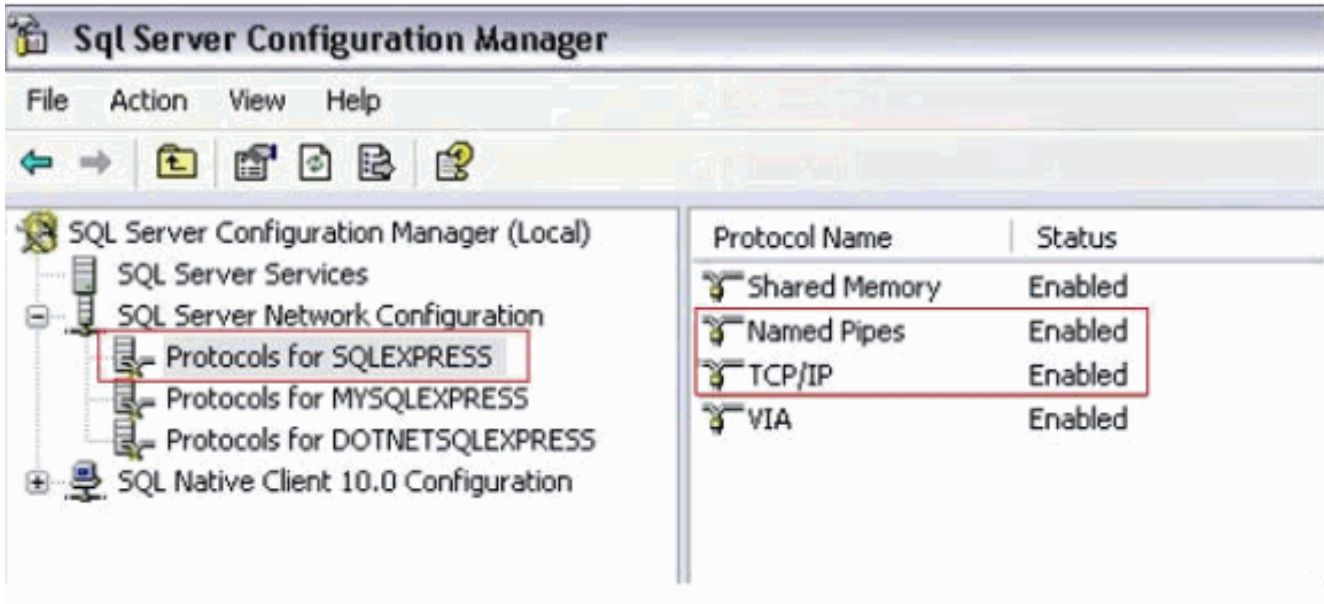 Sql Server Configuration Manager
File Action View Help
SQL Server Configuration Manager (Local)
SQL Server Services
SQL Server Network Configuration
Protocols for SQLEXPRESS
Protocols for MYSQLEXPRESS
Protocols for DOTNETSQLEXPRESS
SQL Native Client 10.0 Configuration
Protocol Name Status
Shared Memory Enabled
Named Pipes Enabled
TCP/IP Enabled
VIA Enabled